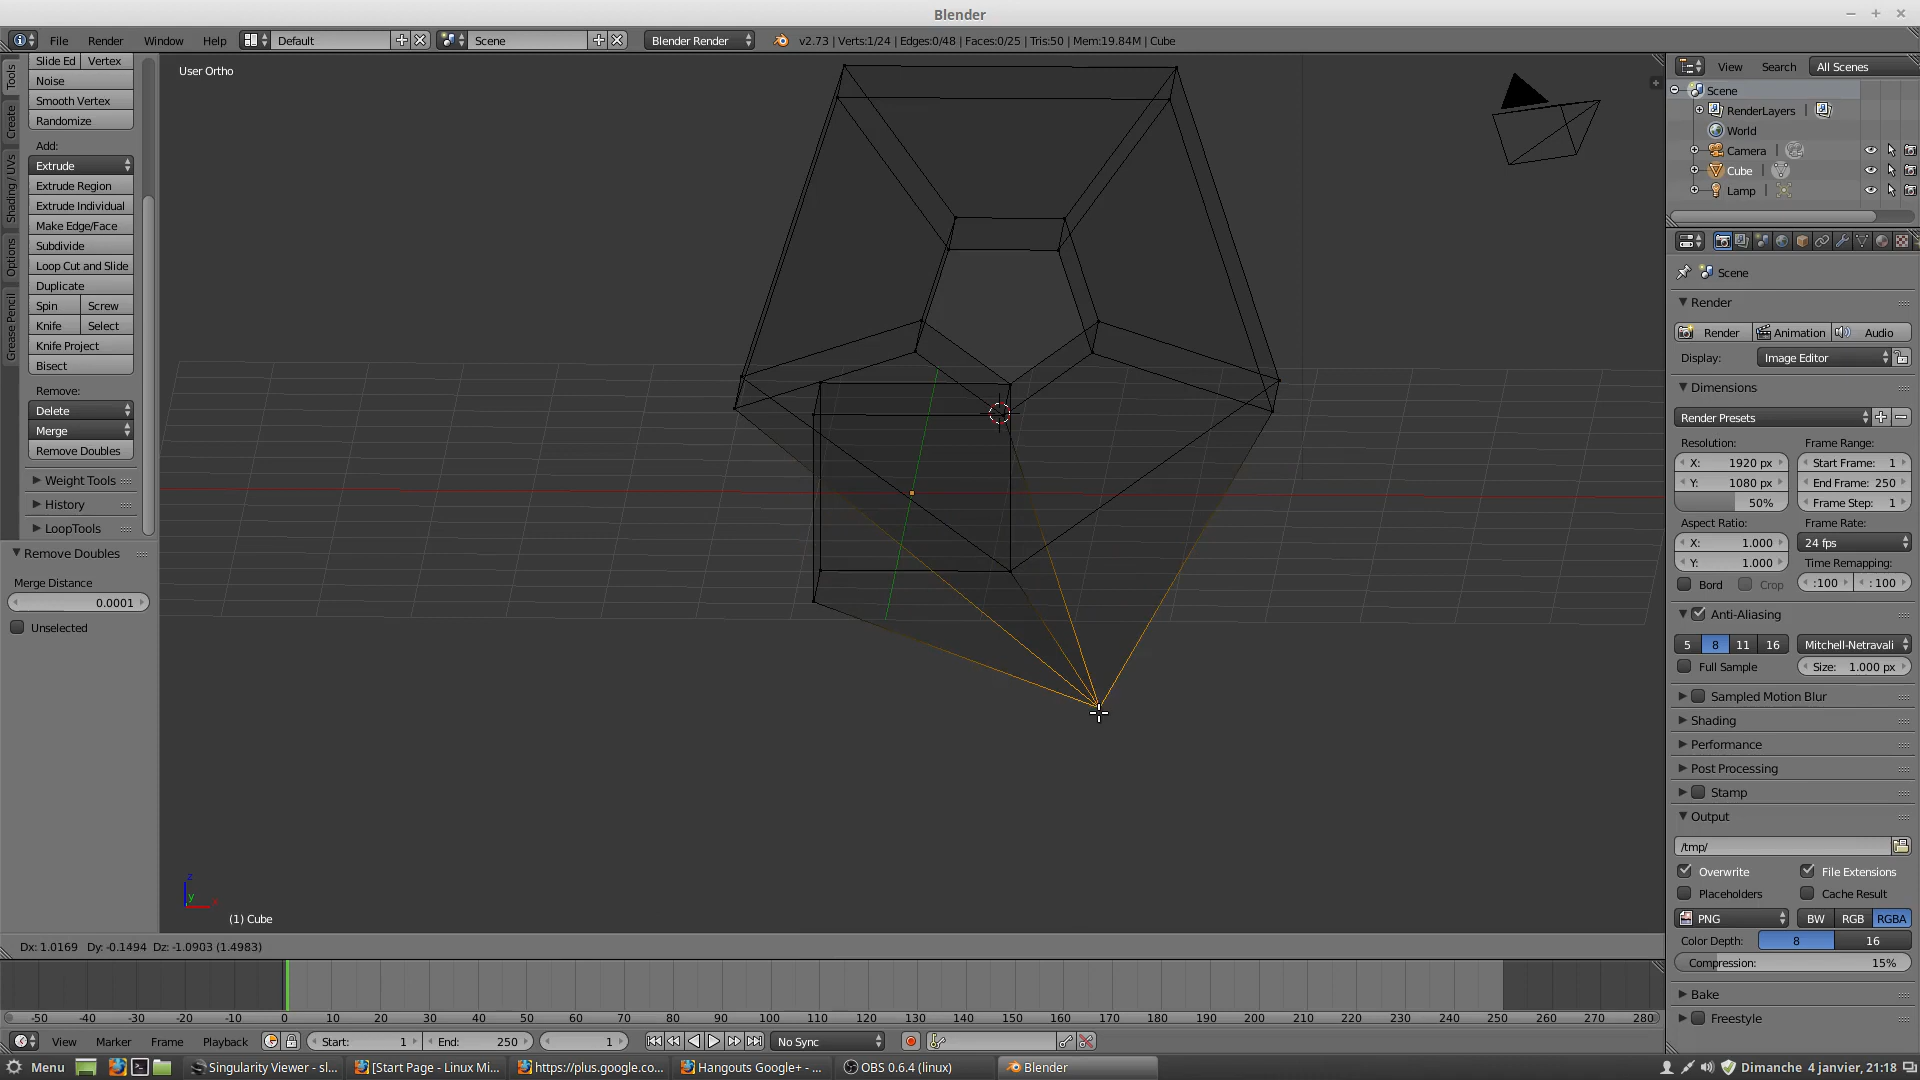 Blender
File Render Window Help Default Scene Blender Render v2.73 | Verts:1/24 | Edges:0/48 | Faces:0/25 | Tris:50 | Mem:19.84M | Cube
Slide Ed Vertex
Noise
Smooth Vertex
Randomize
Add:
Extrude
Extrude Region
Extrude Individual
Make Edge/Face
Subdivide
Loop Cut and Slide
Duplicate
Spin Screw
Knife Select
Knife Project
Bisect
Remove:
Delete
Merge
Remove Doubles
Weight Tools
History
LoopTools
Tools
Create
Shading / UVs
Options
Grease Pencil
Remove Doubles
Merge Distance
0.0001
Unselected
User Ortho
z
y
x
(1) Cube
Dx: 1.0169 Dy: -0.1494 Dz: -1.0903 (1.4983)
View Search All Scenes
Scene
RenderLayers |
World
Camera |
Cube |
Lamp |
Scene
Render
Render Animation Audio
Display: Image Editor
Dimensions
Render Presets
Resolution: Frame Range:
X: 1920 px Start Frame: 1
Y: 1080 px End Frame: 250
50% Frame Step: 1
Aspect Ratio: Frame Rate:
X: 1.000 24 fps
Y: 1.000 Time Remapping:
Bord Crop :100 : 100
Anti-Aliasing
5 8 11 16 Mitchell-Netravali
Full Sample Size: 1.000 px
Sampled Motion Blur
Shading
Performance
Post Processing
Stamp
Output
/tmp/
Overwrite File Extensions
Placeholders Cache Result
PNG BW RGB RGBA
Color Depth: 8 16
Compression: 15%
Bake
Freestyle
-50 -40 -30 -20 -10 0 10 20 30 40 50 60 70 80 90 100 110 120 130 140 150 160 170 180 190 200 210 220 230 240 250 260 270 280
View Marker Frame Playback Start: 1 End: 250 1 No Sync
Menu Singularity Viewer - sl... [Start Page - Linux Mi... https://plus.google.co... Hangouts Google+ - ... OBS 0.6.4 (linux) Blender Dimanche 4 janvier, 21:18